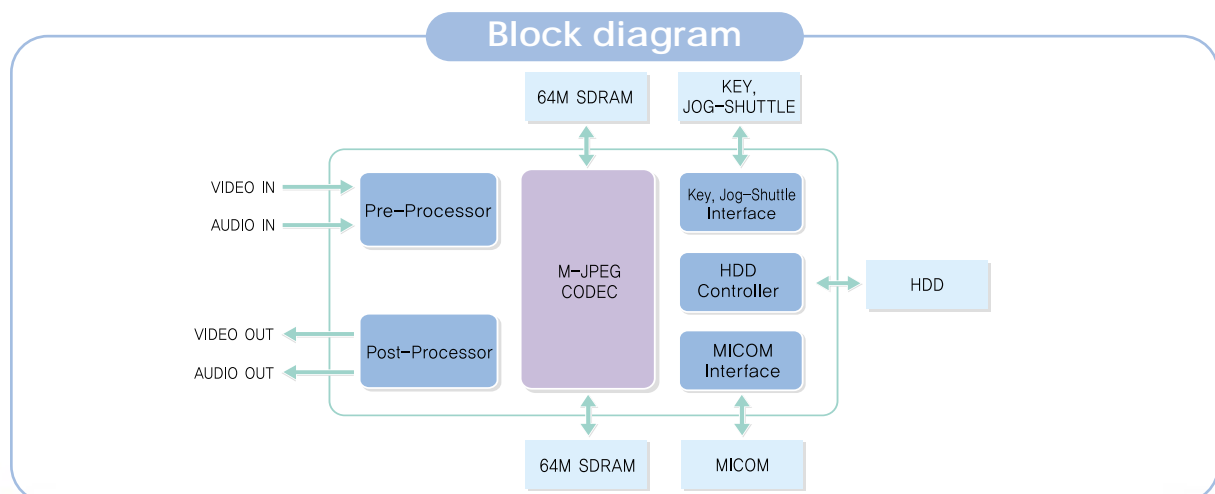 Block diagram
64M SDRAM
KEY,
JOG-SHUTTLE
VIDEO IN
AUDIO IN
Pre-Processor
Key, Jog-Shuttle
Interface
M-JPEG
CODEC
HDD
Controller
HDD
VIDEO OUT
AUDIO OUT
Post-Processor
MICOM
Interface
64M SDRAM
MICOM